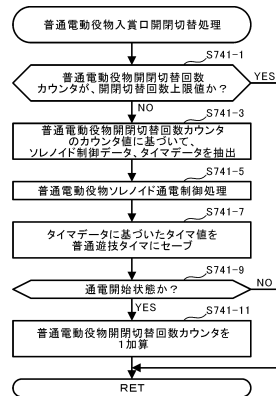 普通電動役物入賞口開閉切替処理
S741-1
普通電動役物開閉切替回数
カウンタが、開閉切替回数上限値か?
YES
NO
S741-3
普通電動役物開閉切替回数カウンタ
のカウンタ値に基づいて、
ソレノイド制御データ、タイマデータを抽出
S741-5
普通電動役物ソレノイド通電制御処理
S741-7
タイマデータに基づいたタイマ値を
普通遊技タイマにセーブ
S741-9
通電開始状態か?
NO
YES
S741-11
普通電動役物開閉切替回数カウンタを
1加算
RET